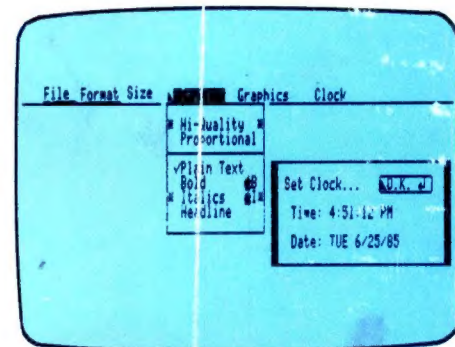 File Format Size Graphics Clock
Hi-Quality
Proportional
✓Plain Text
Bold B
Italics I
Headline
Set Clock... O.K. ↲
Time: 4:51:12 PM
Date: TUE 6/25/85